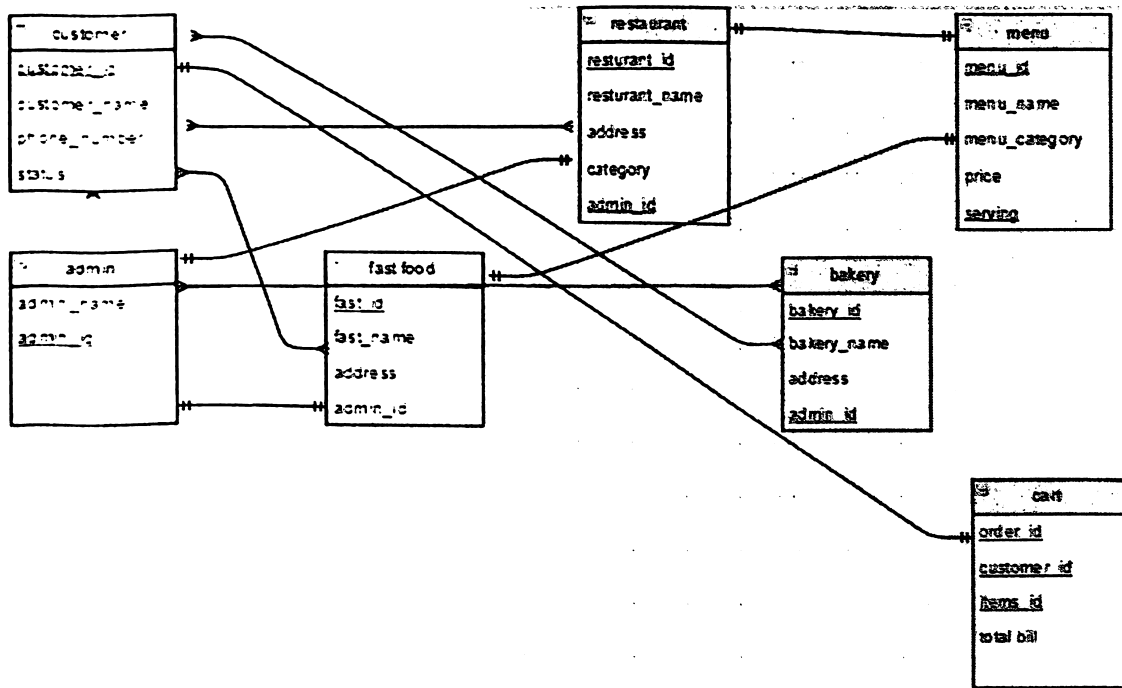 customer
customer_id
customer_name
phone_number
status
restaurant
resturant_id
resturant_name
address
category
admin_id
menu
menu_id
menu_name
menu_category
price
serving
admin
admin_name
admin_id
fast food
fast_id
fast_name
address
admin_id
bakery
bakery_id
bakery_name
address
admin_id
cart
order_id
customer_id
items_id
total bill